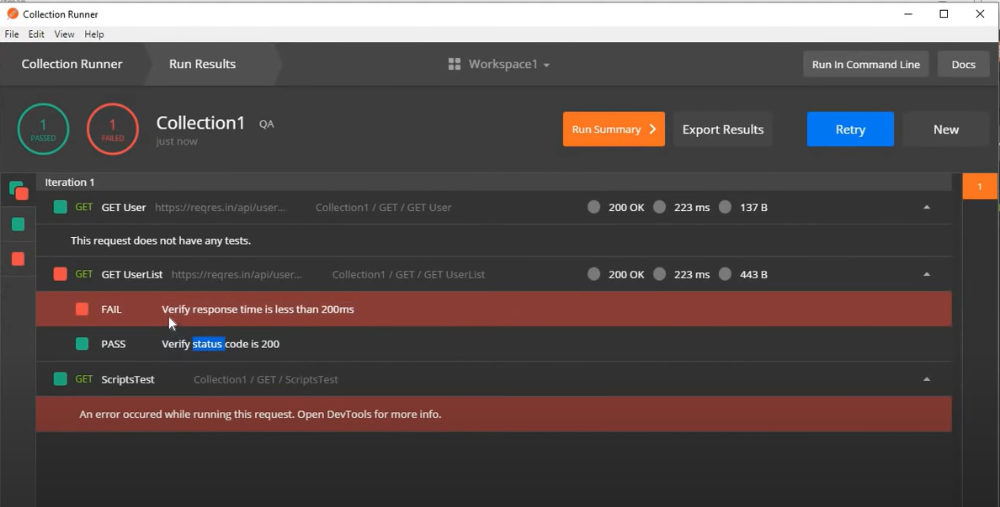 Collection Runner
File Edit View Help
Collection Runner Run Results Workspace1 Run In Command Line Docs
1 PASSED 1 FAILED Collection1 QA Run Summary Export Results Retry New
just now
Iteration 1 1
GET GET User https://reqres.in/api/user... Collection1 / GET / GET User 200 OK 223 ms 137 B
This request does not have any tests.
GET GET UserList https://reqres.in/api/user... Collection1 / GET / GET UserList 200 OK 223 ms 443 B
FAIL Verify response time is less than 200ms
PASS Verify status code is 200
GET ScriptsTest Collection1 / GET / ScriptsTest
An error occured while running this request. Open DevTools for more info.